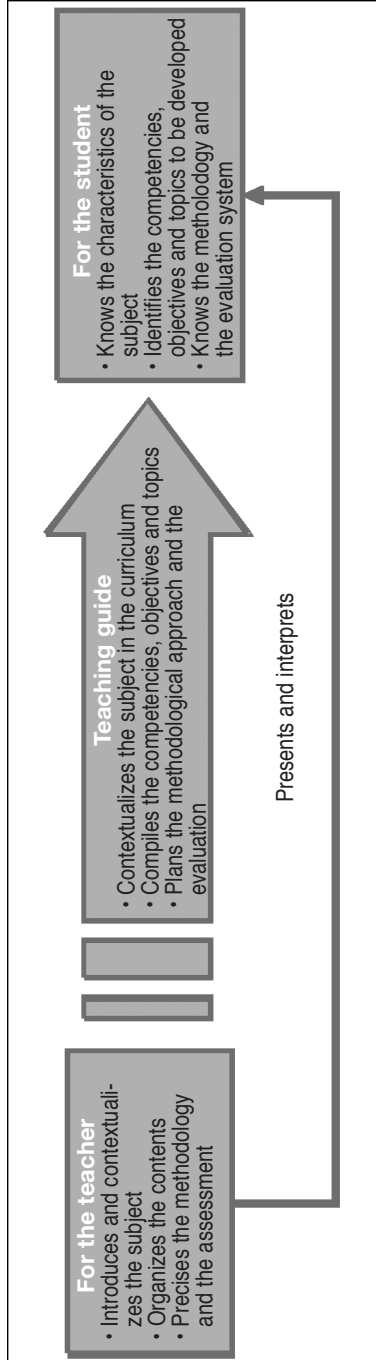 For the teacher
• Introduces and contextuali-
zes the subject
• Organizes the contents
• Precises the methodology
and the assessment
Teaching guide
• Contextualizes the subject in the curriculum
• Compiles the competencies, objectives and topics
• Plans the methodological approach and the
evaluation
For the student
• Knows the characteristics of the
subject
• Identifies the competencies,
objectives and topics to be developed
• Knows the methodology and
the evaluation system
Presents and interprets